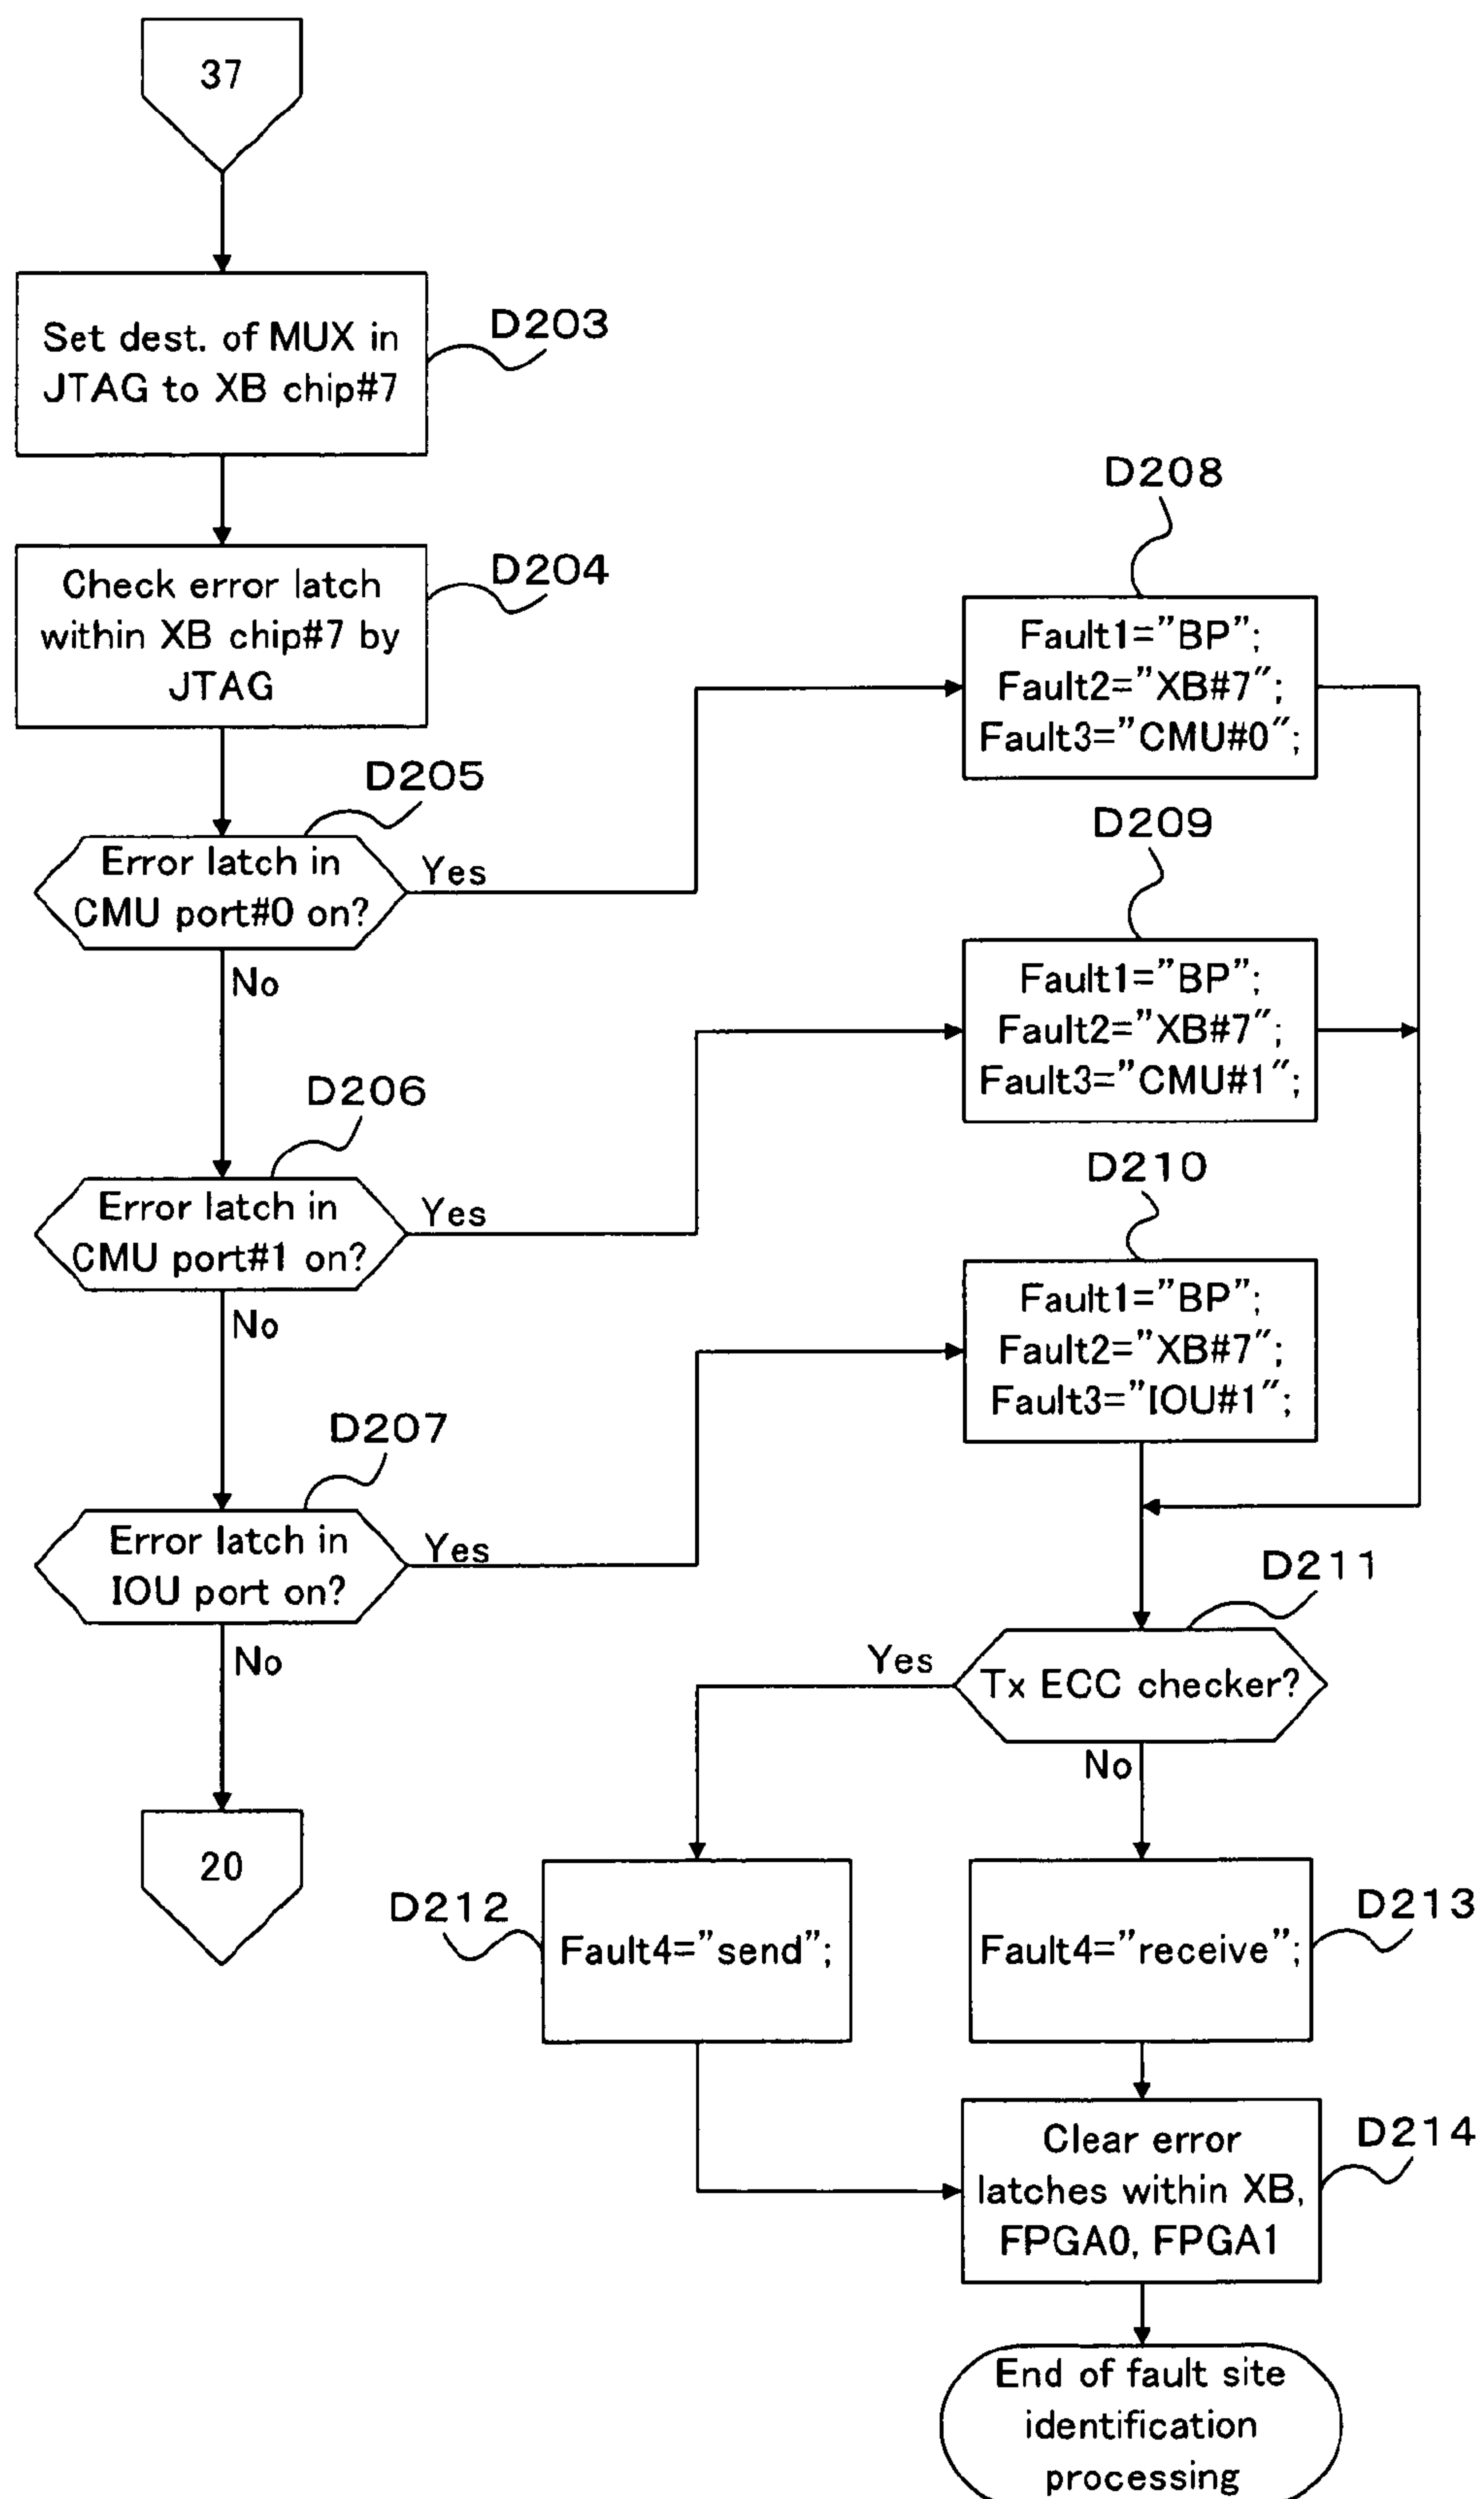 37
Set dest. of MUX in
JTAG to XB chip#7
D203
Check error latch
within XB chip#7 by
JTAG
D204
D205
Error latch in
CMU port#0 on?
Yes
No
D208
Fault1="BP";
Fault2="XB#7";
Fault3="CMU#0";
D206
Error latch in
CMU port#1 on?
Yes
No
D209
Fault1="BP";
Fault2="XB#7";
Fault3="CMU#1";
D207
Error latch in
IOU port on?
Yes
No
D210
Fault1="BP";
Fault2="XB#7";
Fault3="IOU#1";
20
D211
Tx ECC checker?
Yes
No
D212
Fault4="send";
D213
Fault4="receive";
D214
Clear error
latches within XB,
FPGA0, FPGA1
End of fault site
identification
processing